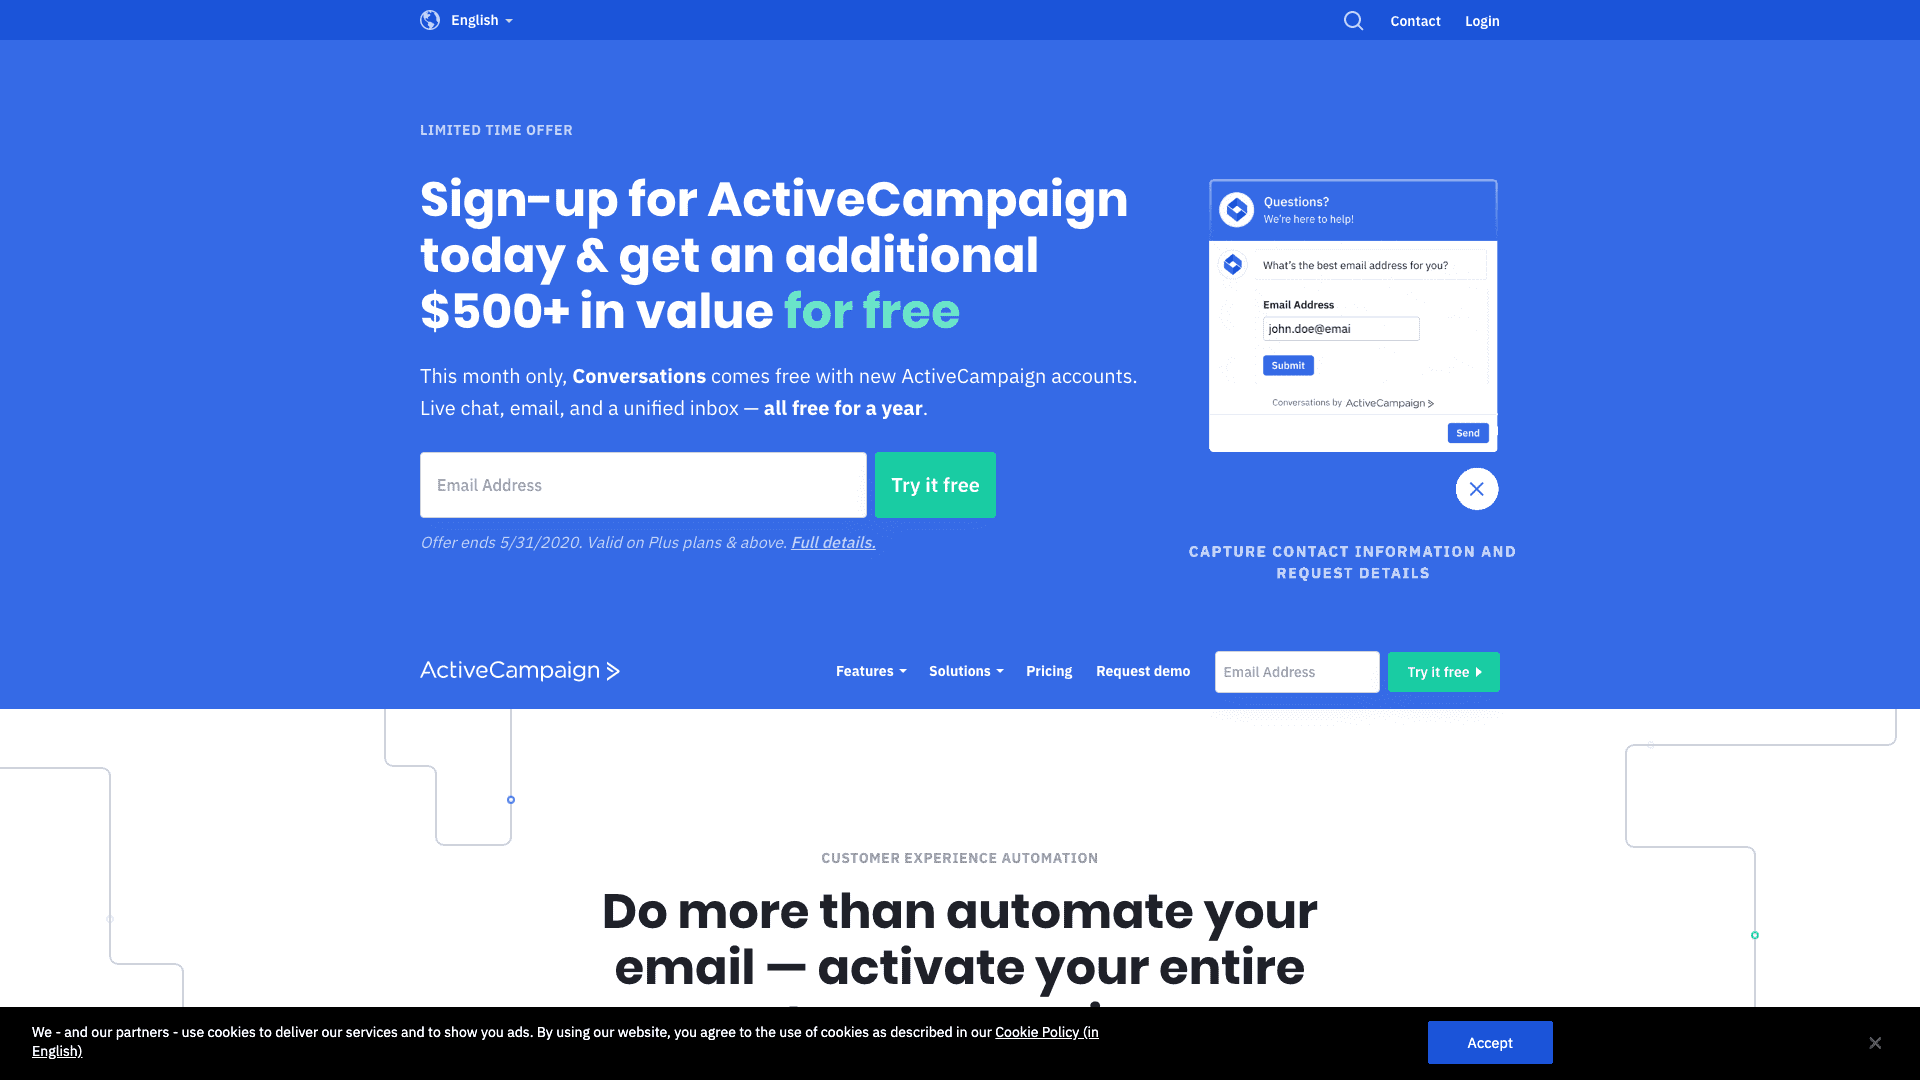 English
Contact
Login
LIMITED TIME OFFER
Sign-up for ActiveCampaign
today & get an additional
$500+ in value for free
This month only, Conversations comes free with new ActiveCampaign accounts.
Live chat, email, and a unified inbox — all free for a year.
Email Address
Try it free
Offer ends 5/31/2020. Valid on Plus plans & above. Full details.
Questions?
We're here to help!
What's the best email address for you?
Email Address
john.doe@emai
Submit
Conversations by ActiveCampaign
Send
CAPTURE CONTACT INFORMATION AND
REQUEST DETAILS
ActiveCampaign
Features
Solutions
Pricing
Request demo
Email Address
Try it free
CUSTOMER EXPERIENCE AUTOMATION
Do more than automate your
email — activate your entire
We - and our partners - use cookies to deliver our services and to show you ads. By using our website, you agree to the use of cookies as described in our Cookie Policy (in
English)
Accept